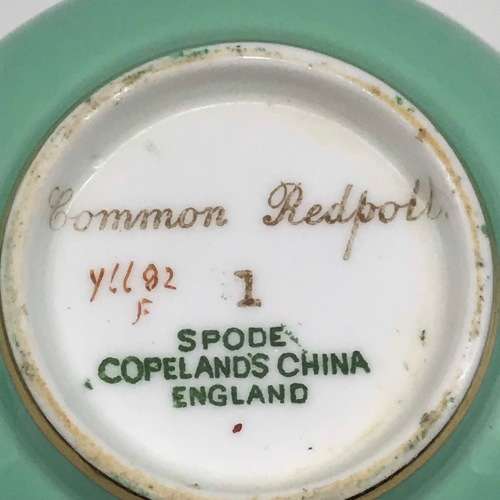 Common Redpoll.
Y1182 1
F
SPODE
COPELAND'S CHINA
ENGLAND